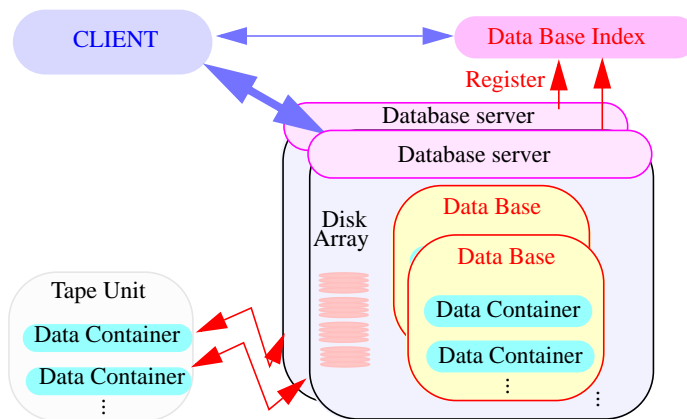 CLIENT
Data Base Index
Register
Database server
Database server
Disk
Array
Data Base
Data Base
Tape Unit
Data Container
Data Container
Data Container
Data Container